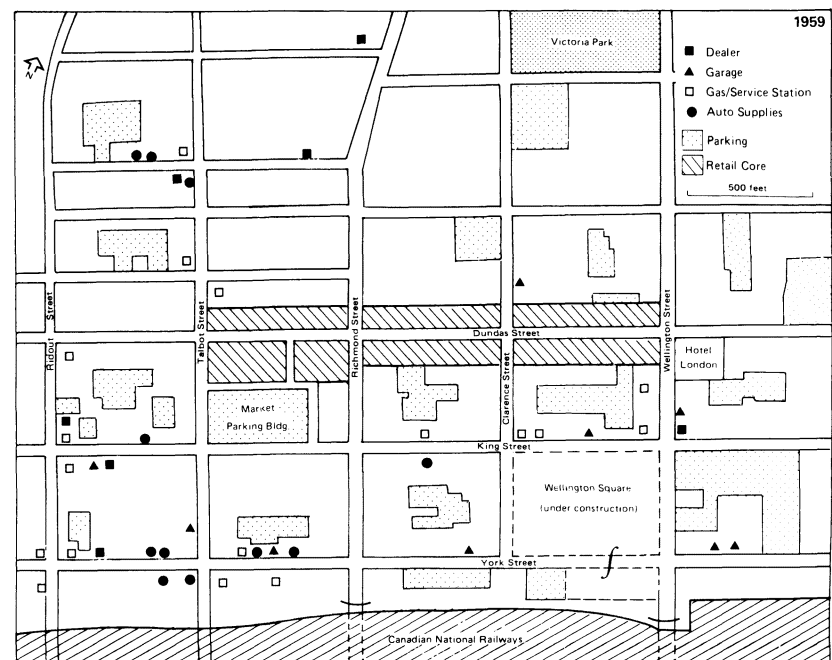 1959
Victoria Park
N
Dealer
Garage
Gas/Service Station
Auto Supplies
Parking
Retail Core
500 feet
Ridout Street
Talbot Street
Richmond Street
Dundas Street
Clarence Street
Wellington Street
Hotel
London
Market
Parking Bldg.
King Street
Wellington Square
(under construction)
York Street
Canadian National Railways